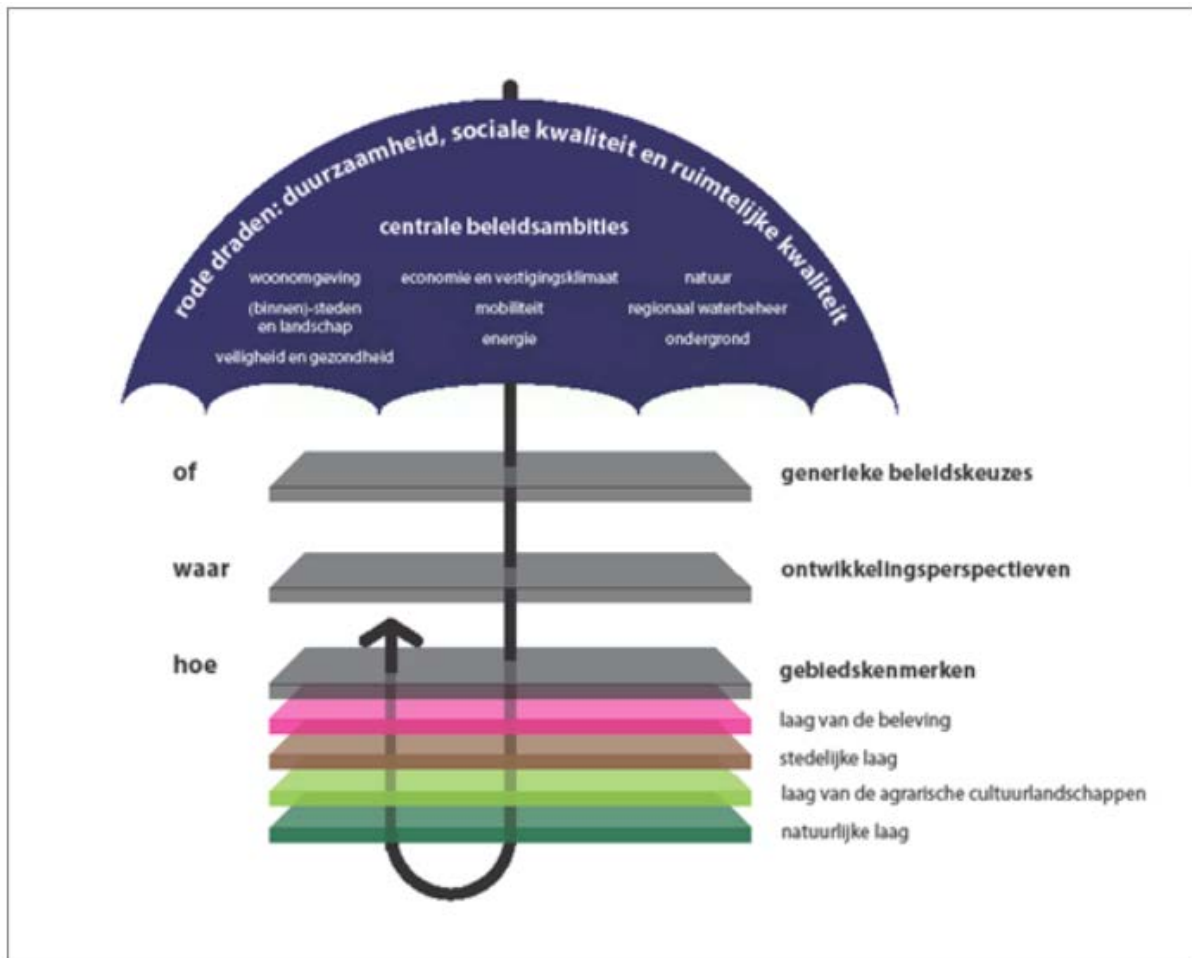 rode draden: duurzaamheid, sociale kwaliteit en ruimtelijke kwaliteit
centrale beleidsambities
woonomgeving
(binnen)-steden
en landschap
veiligheid en gezondheid
economie en vestigingsklimaat
mobiliteit
energie
natuur
regionaal waterbeheer
ondergrond
of
generieke beleidskeuzes
waar
ontwikkelingsperspectieven
hoe
gebiedskenmerken
laag van de beleving
stedelijke laag
laag van de agrarische cultuurlandschappen
natuurlijke laag